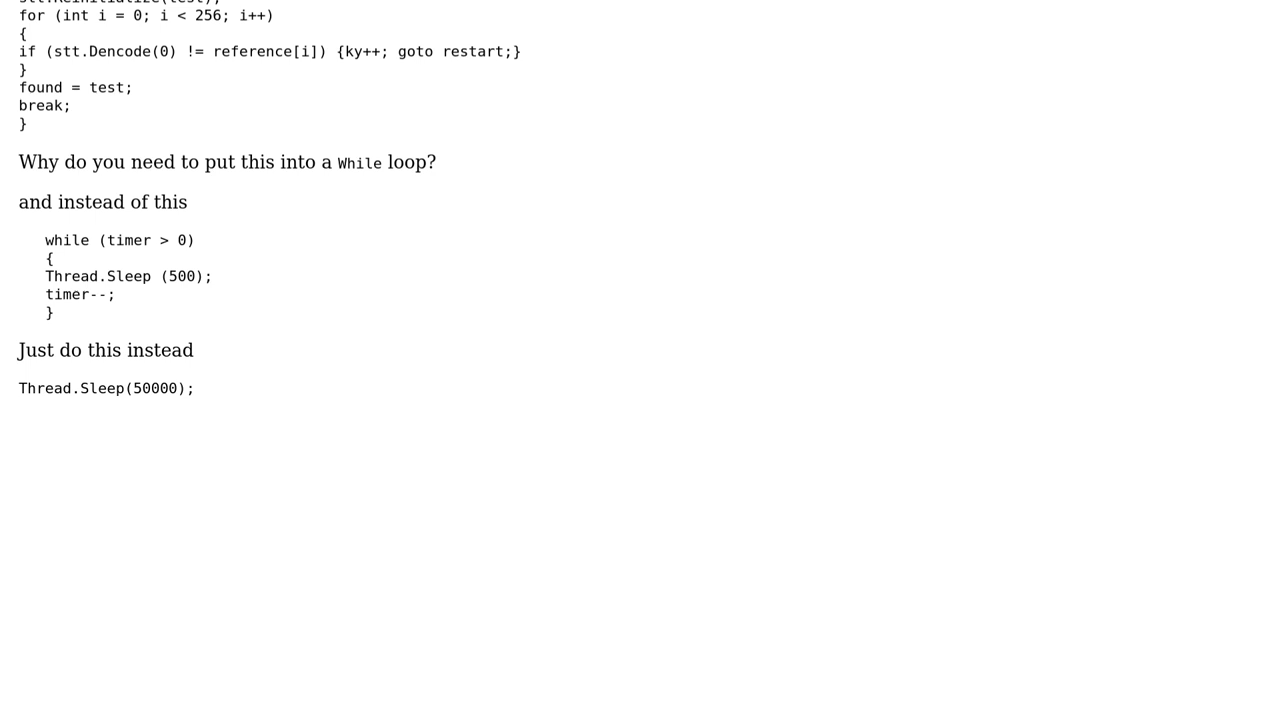 for (int i = 0; i < 256; i++)
{
if (stt.Dencode(0) != reference[i]) {ky++; goto restart;}
}
found = test;
break;
}
Why do you need to put this into a While loop?
and instead of this
while (timer > 0)
{
Thread.Sleep (500);
timer--;
}
Just do this instead
Thread.Sleep(50000);